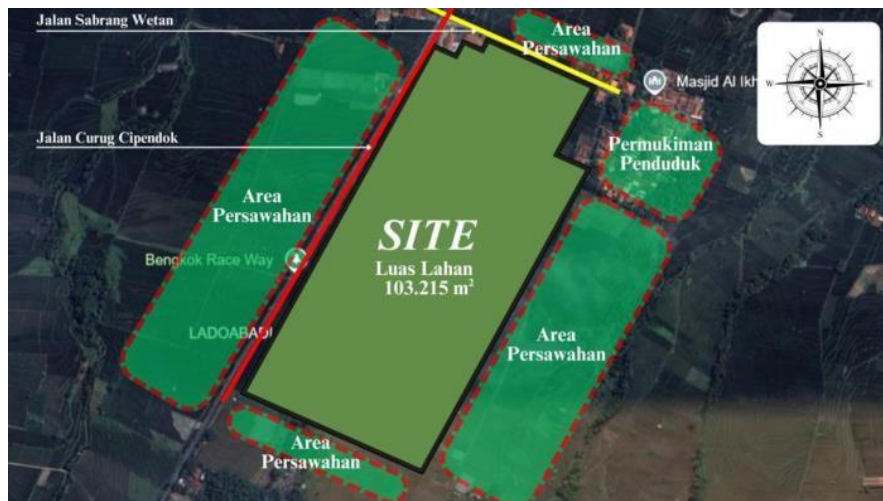 Jalan Sabrang Wetan
Area
Persawahan
Masjid Al Ikh
N
W
E
S
Jalan Curug Cipendok
Permukiman
Penduduk
Area
Persawahan
SITE
Luas Lahan
103.215 m²
Bengkok Race Way
LADOABADI
Area
Persawahan
Area
Persawahan